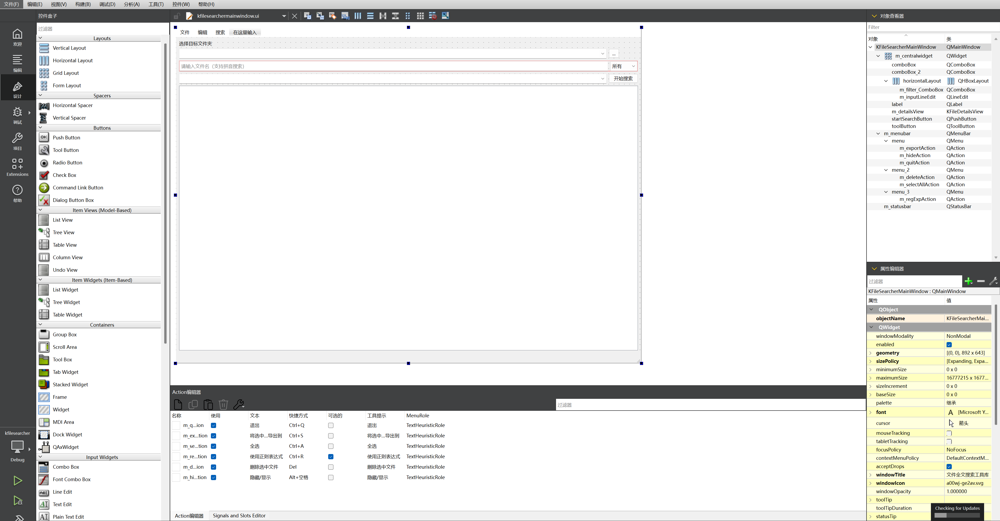 文件(F) 编辑(E) 视图(V) 构建(B) 调试(D) 分析(A) 工具(T) 控件(W) 帮助(H)
欢迎
编辑
设计
调试
项目
Extensions
帮助
kfilesearcher
Debug
控件盒子
过滤器
Layouts
Vertical Layout
Horizontal Layout
Grid Layout
Form Layout
Spacers
Horizontal Spacer
Vertical Spacer
Buttons
OK Push Button
Tool Button
Radio Button
Check Box
Command Link Button
Dialog Button Box
Item Views (Model-Based)
List View
Tree View
Table View
Column View
Undo View
Item Widgets (Item-Based)
List Widget
Tree Widget
Table Widget
Containers
Group Box
Scroll Area
Tool Box
Tab Widget
Stacked Widget
Frame
Widget
MDI Area
Dock Widget
QAxWidget
Input Widgets
Combo Box
Font Combo Box
Line Edit
Text Edit
Plain Text Edit
kfilesearchermainwindow.ui
文件 编辑 搜索 在这里输入
选择目标文件夹
...
请输入文件名（支持拼音搜索） 所有
开始搜索
Action编辑器
过滤器
名称 使用 文本 快捷方式 可选的 工具提示 MenuRole
m_q...ion 退出 Ctrl+Q 退出 TextHeuristicRole
m_ex...tion 将选中...导出到 Ctrl+S 将选中...导出到 TextHeuristicRole
m_se...tion 全选 Ctrl+A 全选 TextHeuristicRole
m_re...tion 使用正则表达式 Ctrl+R 使用正则表达式 TextHeuristicRole
m_d...ion 删除选中文件 Del 删除选中文件 TextHeuristicRole
m_hi...tion 隐藏/显示 Alt+空格 隐藏/显示 TextHeuristicRole
Action编辑器 Signals and Slots Editor
对象查看器
Filter
对象 类
KFileSearcherMainWindow QMainWindow
m_centralwidget QWidget
comboBox QComboBox
comboBox_2 QComboBox
horizontalLayout QHBoxLayout
m_filter_ComboBox QComboBox
m_inputLineEdit QLineEdit
label QLabel
m_detailsView KFileDetailsView
startSearchButton QPushButton
toolButton QToolButton
m_menubar QMenuBar
menu QMenu
m_exportAction QAction
m_hideAction QAction
m_quitAction QAction
menu_2 QMenu
m_deleteAction QAction
m_selectAllAction QAction
menu_3 QMenu
m_regExpAction QAction
m_statusbar QStatusBar
属性编辑器
过滤器
KFileSearcherMainWindow : QMainWindow
属性 值
QObject
objectName KFileSearcherMai...
QWidget
windowModality NonModal
enabled
geometry [(0, 0), 892 x 643]
sizePolicy [Expanding, Expa...
minimumSize 0 x 0
maximumSize 16777215 x 1677...
sizeIncrement 0 x 0
baseSize 0 x 0
palette 继承
font A [Microsoft Y...
cursor 箭头
mouseTracking
tabletTracking
focusPolicy NoFocus
contextMenuPolicy DefaultContextM...
acceptDrops
windowTitle 文件全文搜索工具库
windowIcon a00wj-ge2av.svg
windowOpacity 1.000000
toolTip
toolTipDuration
statusTip
Checking for Updates